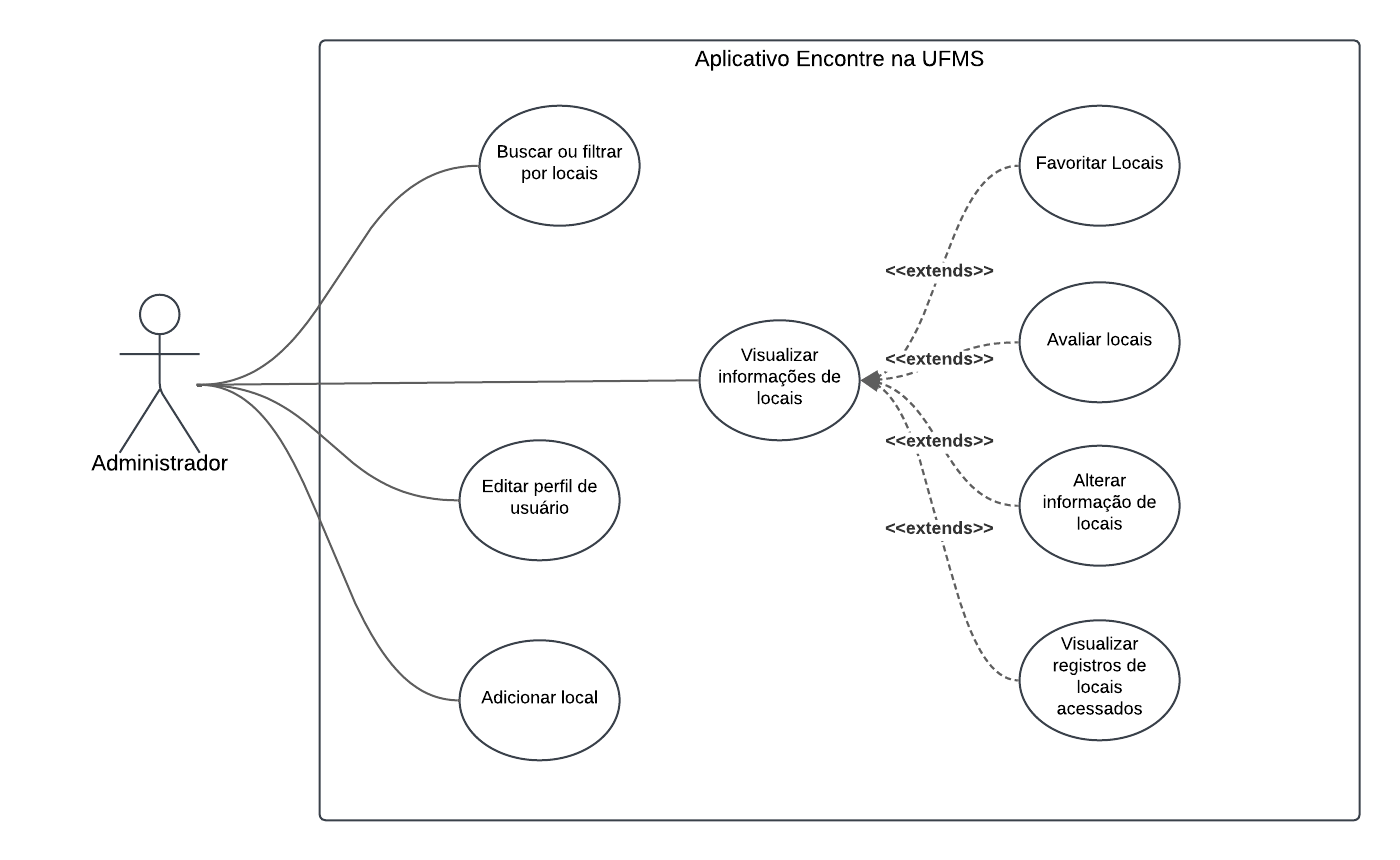 Aplicativo Encontre na UFMS
Buscar ou filtrar
por locais
Favoritar Locais
<<extends>>
Avaliar locais
<<extends>>
Visualizar
informações de
locais
<<extends>>
Administrador
Editar perfil de
usuário
Alterar
informação de
locais
<<extends>>
Adicionar local
Visualizar
registros de
locais
acessados